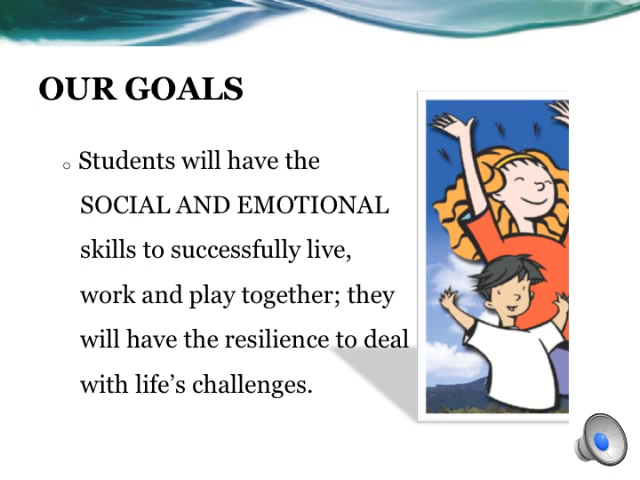 OUR GOALS
Students will have the
SOCIAL AND EMOTIONAL
skills to successfully live,
work and play together; they
will have the resilience to deal
with life’s challenges.